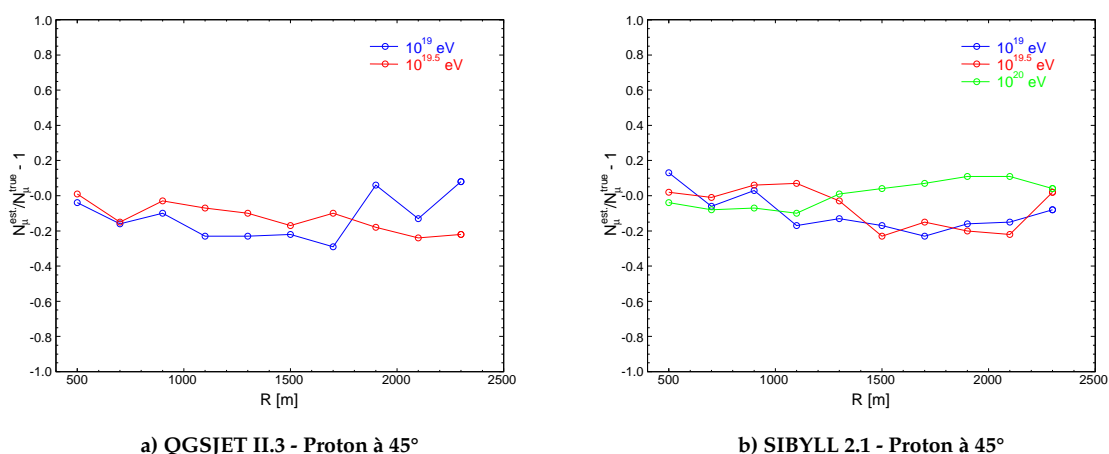 1.0
0.8
0.6
0.4
0.2
-0.0
-0.2
-0.4
-0.6
-0.8
-1.0
N_μ^est./N_μ^true - 1
10^19 eV
10^19.5 eV
500 1000 1500 2000 2500
R [m]
a) QGSJET II.3 - Proton à 45°
1.0
0.8
0.6
0.4
0.2
-0.0
-0.2
-0.4
-0.6
-0.8
-1.0
N_μ^est./N_μ^true - 1
10^19 eV
10^19.5 eV
10^20 eV
500 1000 1500 2000 2500
R [m]
b) SIBYLL 2.1 - Proton à 45°